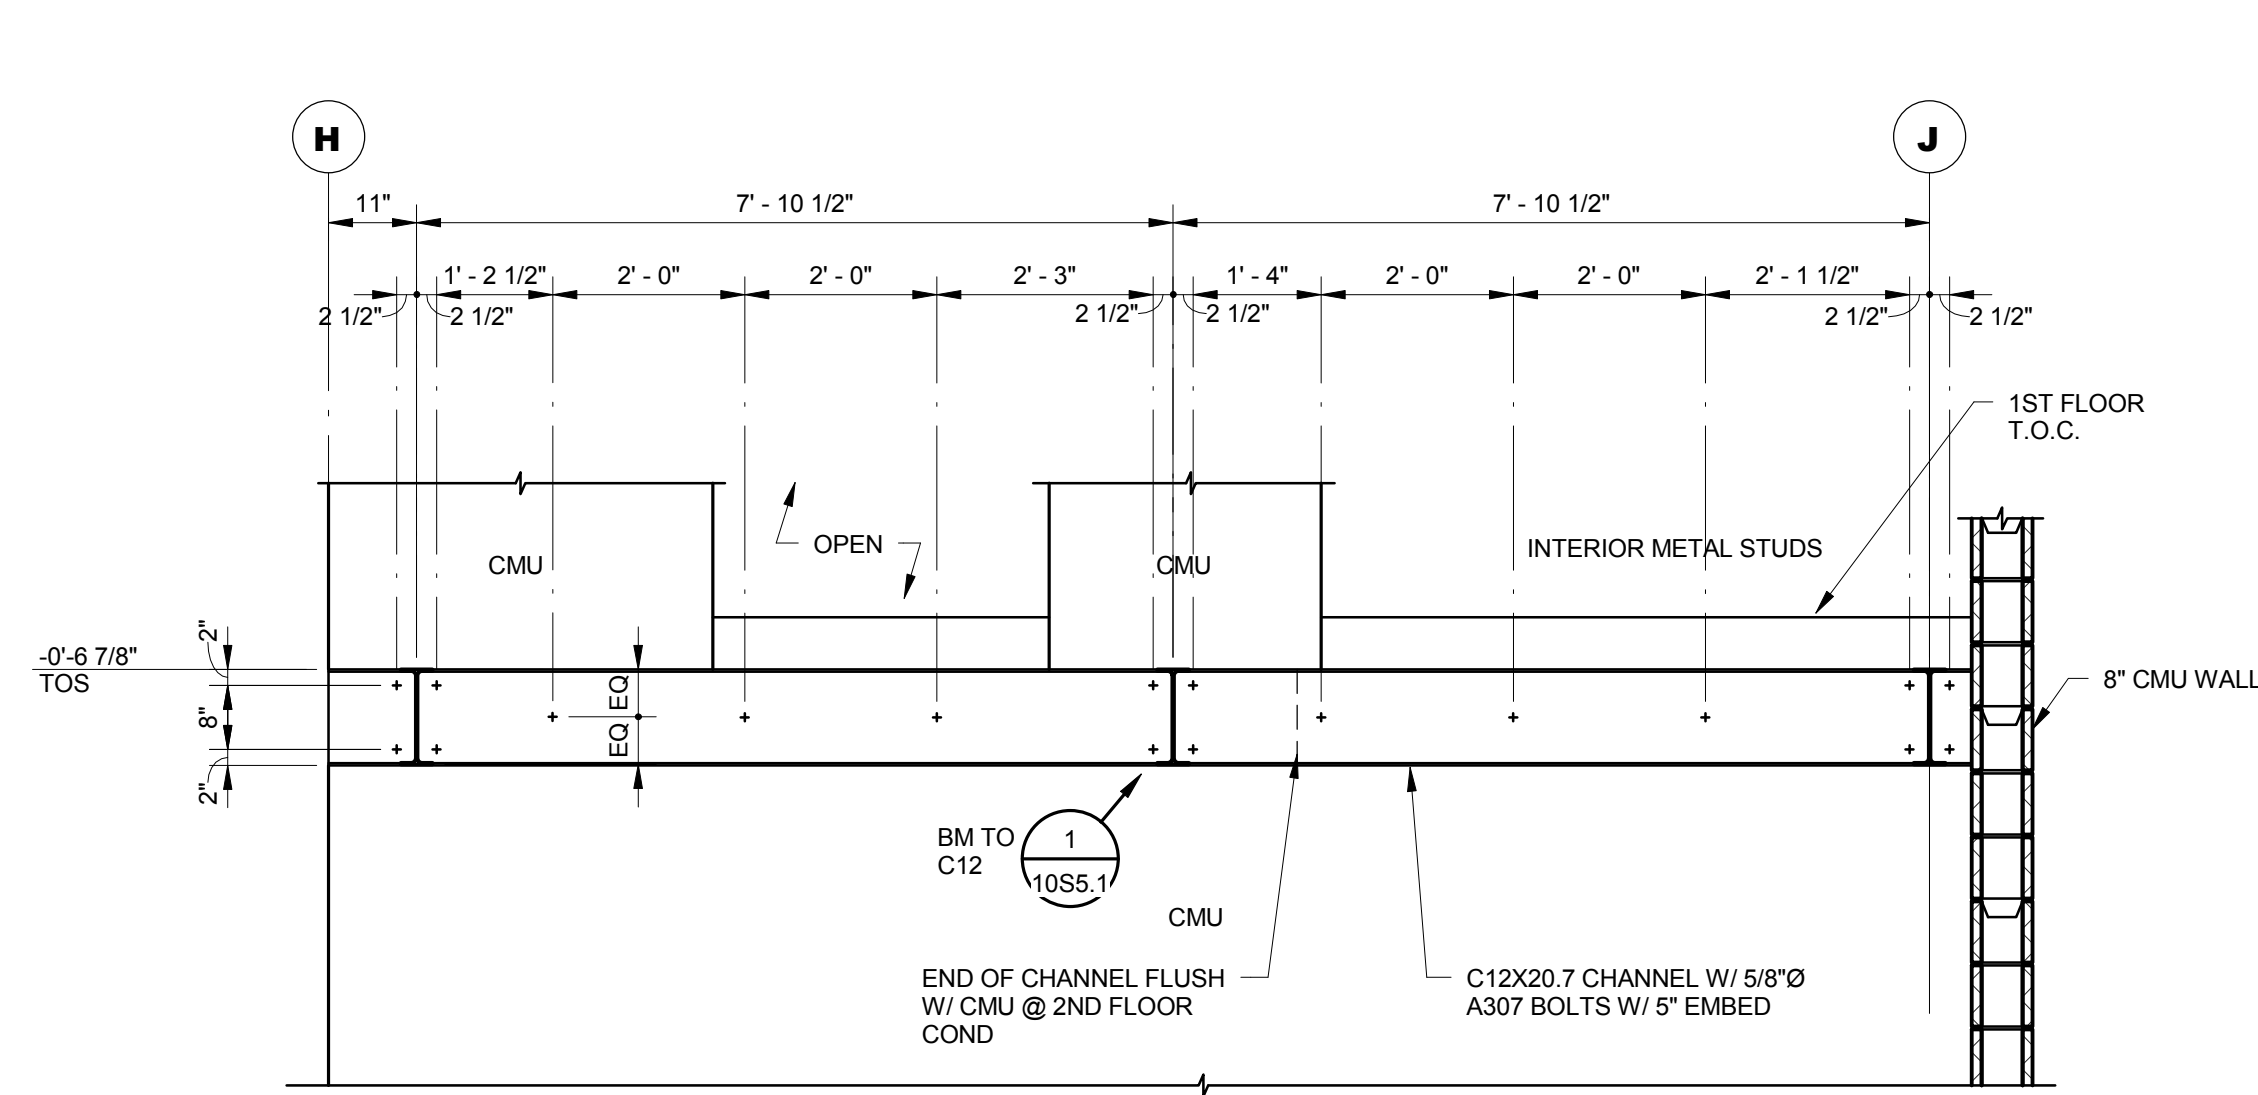 H
J
11"
7' - 10 1/2"
7' - 10 1/2"
1' - 2 1/2"
2' - 0"
2' - 0"
2' - 3"
1' - 4"
2' - 0"
2' - 0"
2' - 1 1/2"
2 1/2"
2 1/2"
2 1/2"
2 1/2"
2 1/2"
2 1/2"
1ST FLOOR
T.O.C.
OPEN
INTERIOR METAL STUDS
CMU
CMU
2"
-0'-6 7/8"
TOS
8"
2"
EQ
EQ
8" CMU WALL
BM TO
C12
1
10S5.1
CMU
END OF CHANNEL FLUSH
W/ CMU @ 2ND FLOOR
COND
C12X20.7 CHANNEL W/ 5/8"Ø
A307 BOLTS W/ 5" EMBED